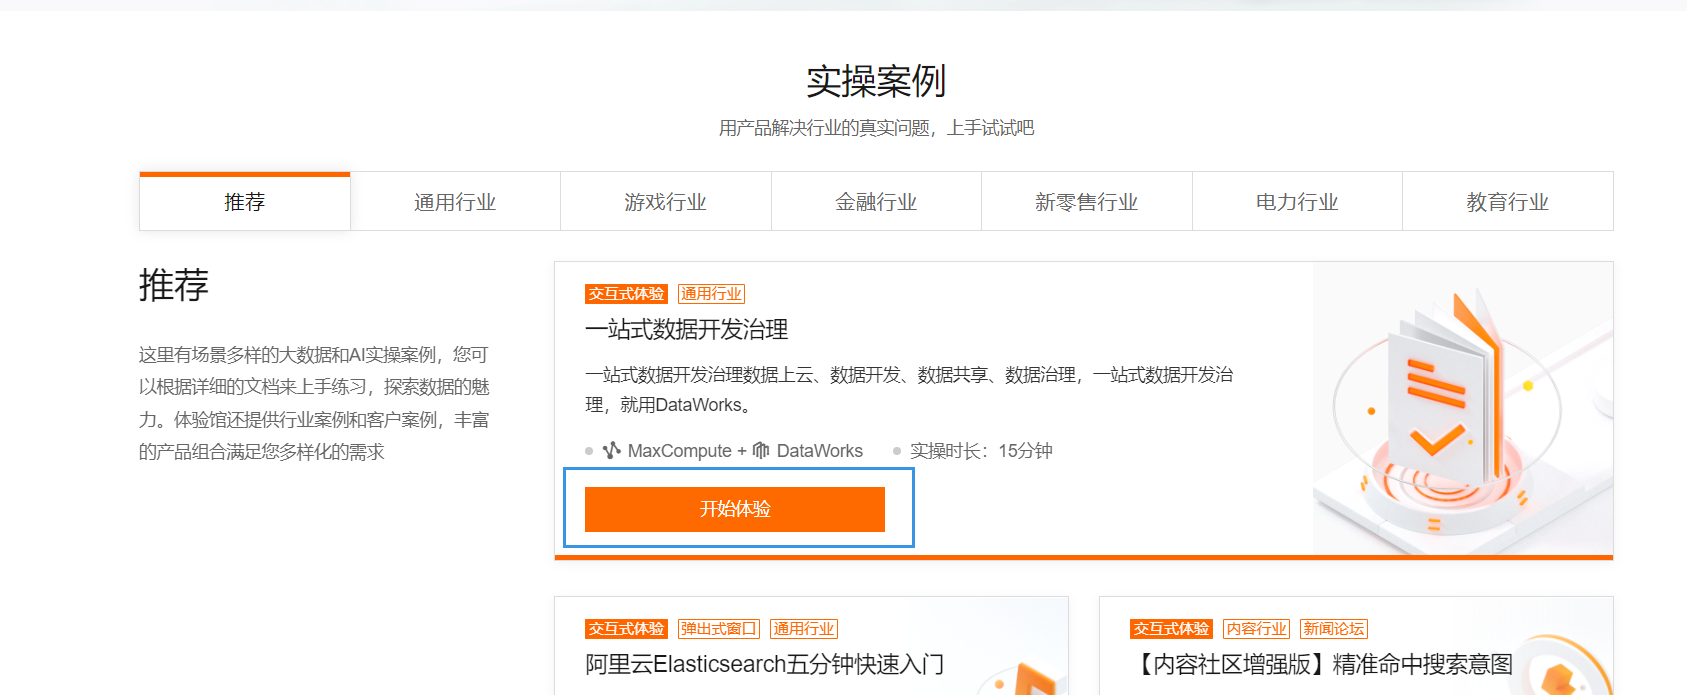 实操案例
用产品解决行业的真实问题，上手试试吧
推荐
通用行业
游戏行业
金融行业
新零售行业
电力行业
教育行业
推荐
这里有场景多样的大数据和AI实操案例，您可
以根据详细的文档来上手练习，探索数据的魅
力。体验馆还提供行业案例和客户案例，丰富
的产品组合满足您多样化的需求
交互式体验 通用行业
一站式数据开发治理
一站式数据开发治理数据上云、数据开发、数据共享、数据治理，一站式数据开发治
理，就用DataWorks。
MaxCompute + DataWorks 实操时长：15分钟
开始体验
交互式体验 弹出式窗口 通用行业
阿里云Elasticsearch五分钟快速入门
交互式体验 内容行业 新闻论坛
【内容社区增强版】精准命中搜索意图